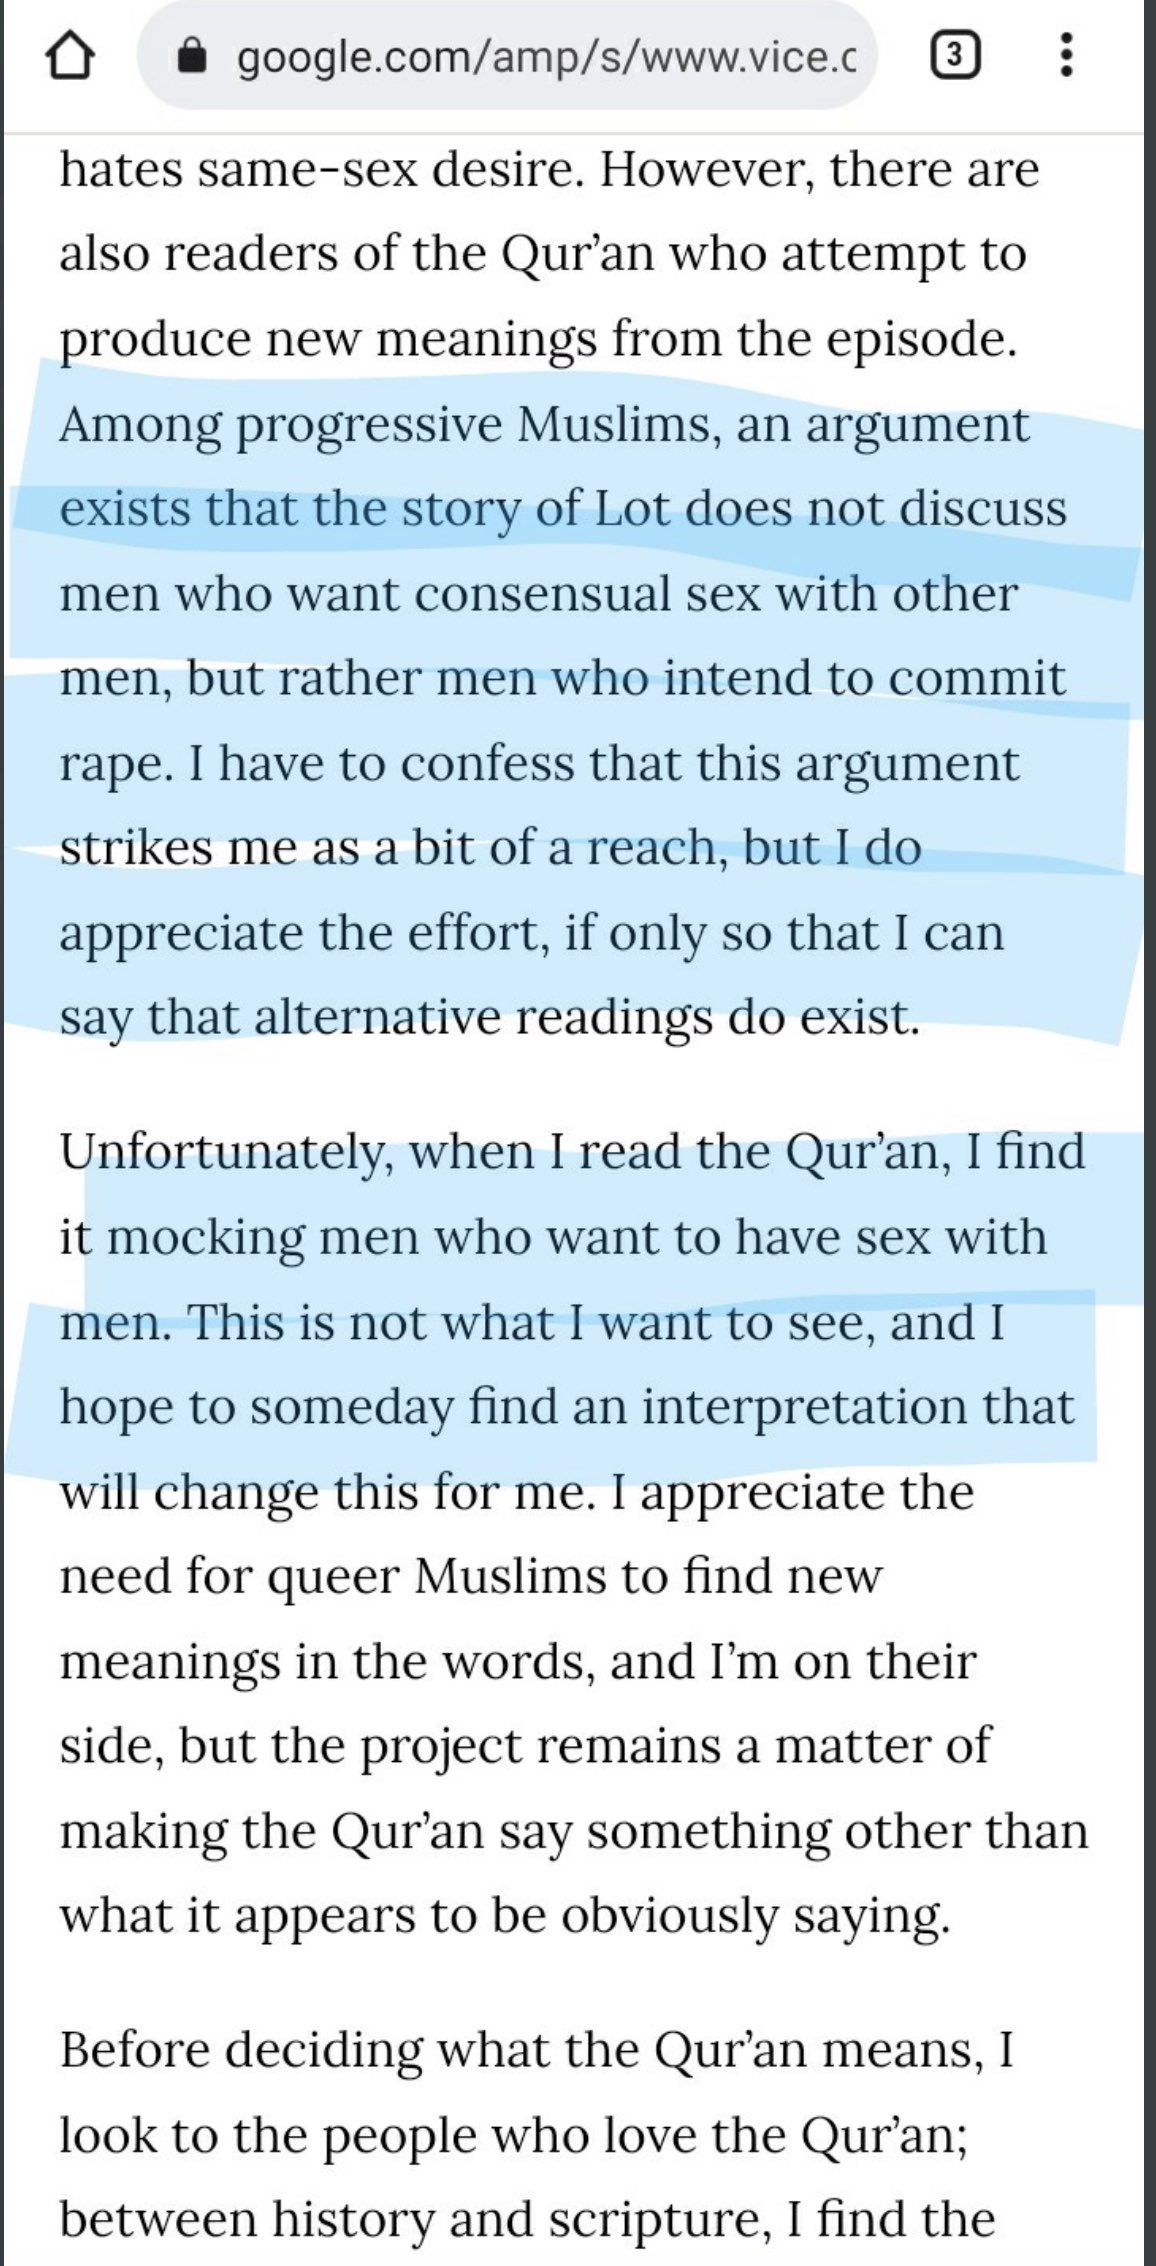 google.com/amp/s/www.vice.c
3
hates same-sex desire. However, there are
also readers of the Qur’an who attempt to
produce new meanings from the episode.
Among progressive Muslims, an argument
exists that the story of Lot does not discuss
men who want consensual sex with other
men, but rather men who intend to commit
rape. I have to confess that this argument
strikes me as a bit of a reach, but I do
appreciate the effort, if only so that I can
say that alternative readings do exist.
Unfortunately, when I read the Qur’an, I find
it mocking men who want to have sex with
men. This is not what I want to see, and I
hope to someday find an interpretation that
will change this for me. I appreciate the
need for queer Muslims to find new
meanings in the words, and I’m on their
side, but the project remains a matter of
making the Qur’an say something other than
what it appears to be obviously saying.
Before deciding what the Qur’an means, I
look to the people who love the Qur’an;
between history and scripture, I find the